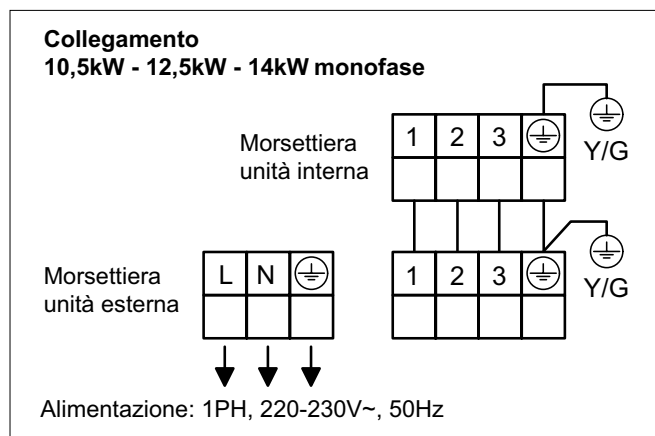 Collegamento
10,5kW - 12,5kW - 14kW monofase
Morsettiera
unità interna
1 2 3
Y/G
Morsettiera
unità esterna
L N
1 2 3
Y/G
Alimentazione: 1PH, 220-230V~, 50Hz